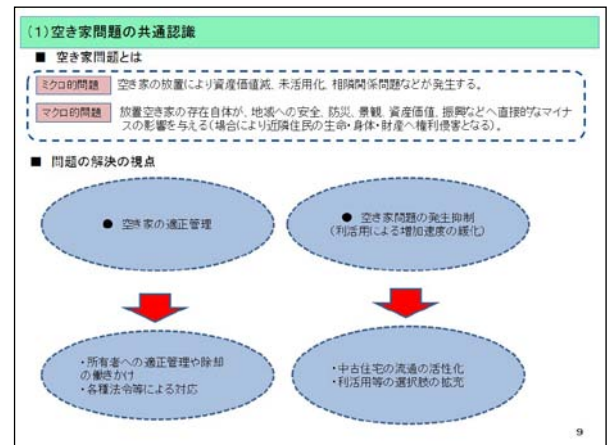 (1)空き家問題の共通認識
■ 空き家問題とは
ミクロ的問題 空き家の放置により資産価値減、未活用化、相隣関係問題などが発生する。
マクロ的問題 放置空き家の存在自体が、地域への安全、防災、景観、資産価値、振興などへ直接的なマイナ
スの影響を与える(場合により近隣住民の生命・身体・財産へ権利侵害となる)。
■ 問題の解決の視点
● 空き家の適正管理
● 空き家問題の発生抑制
(利活用による増加速度の緩化)
・所有者への適正管理や除却
の働きかけ
・各種法令等による対応
・中古住宅の流通の活性化
・利活用等の選択肢の拡充
9